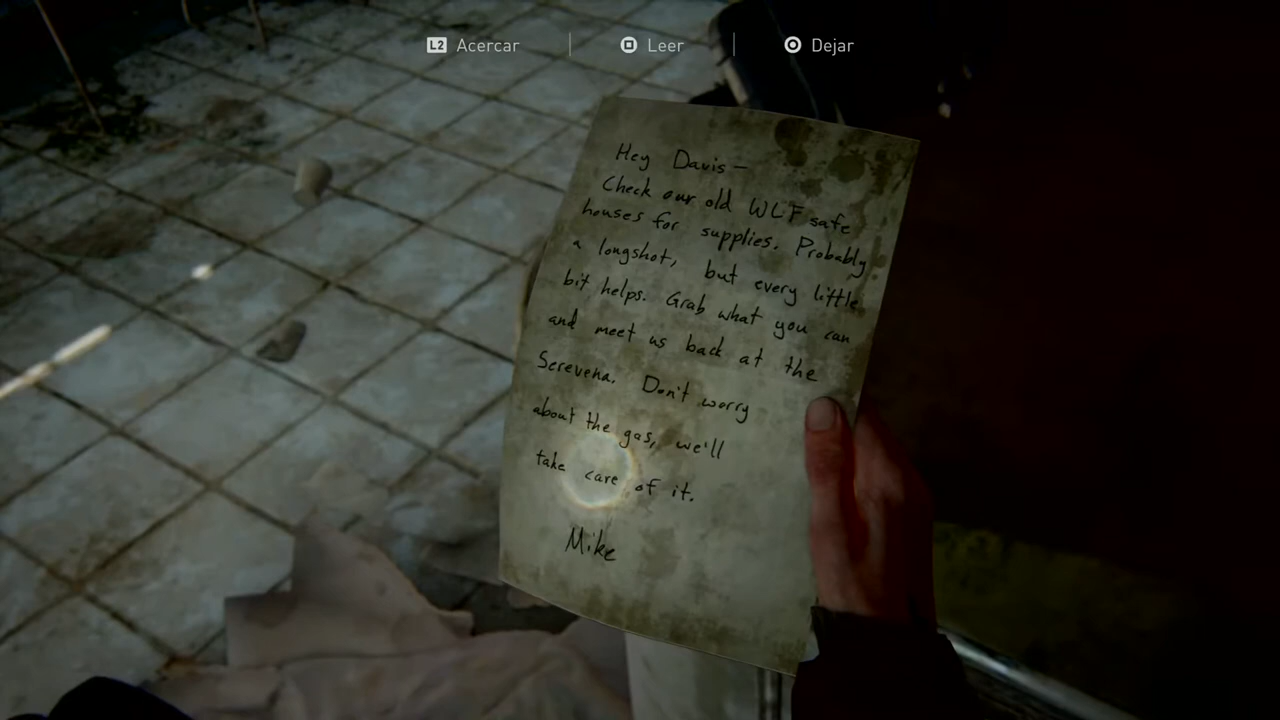 L2 Acercar | Leer | Dejar
Hey Davis —
Check our old WLF safe
houses for supplies. Probably
a longshot, but every little
bit helps. Grab what you can
and meet us back at the
Serevena. Don't worry
about the gas, we'll
take care of it.
Mike